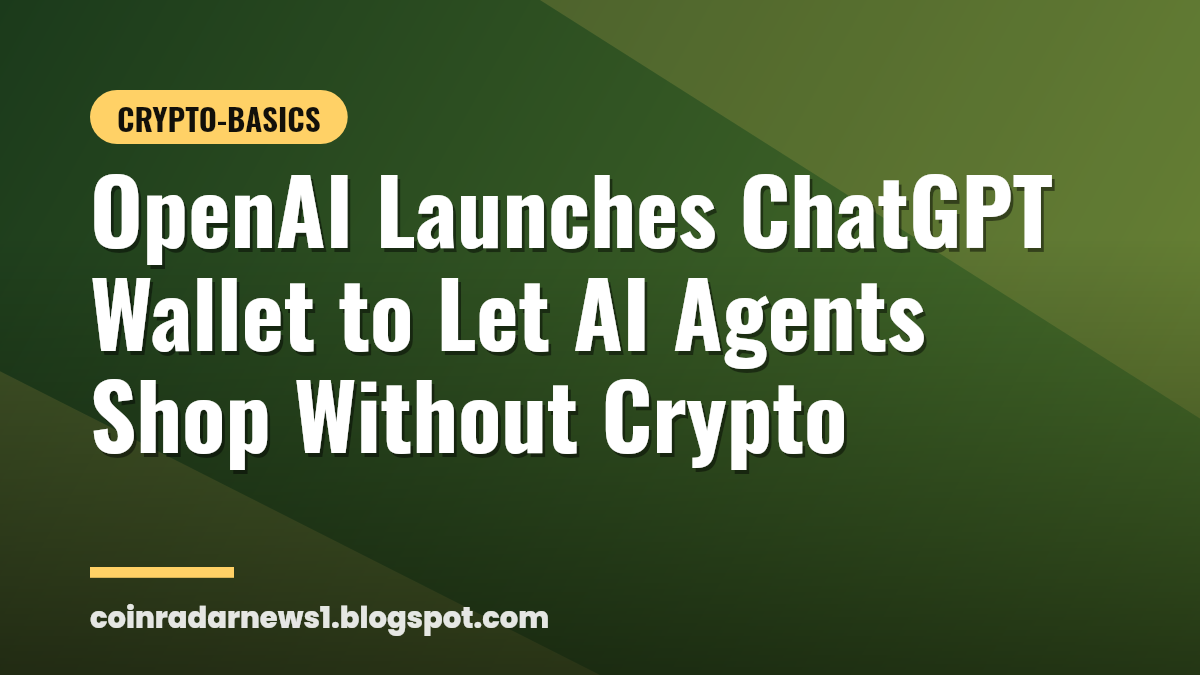 CRYPTO-BASICS
OpenAI Launches ChatGPT
Wallet to Let AI Agents
Shop Without Crypto
coinradarnews1.blogspot.com